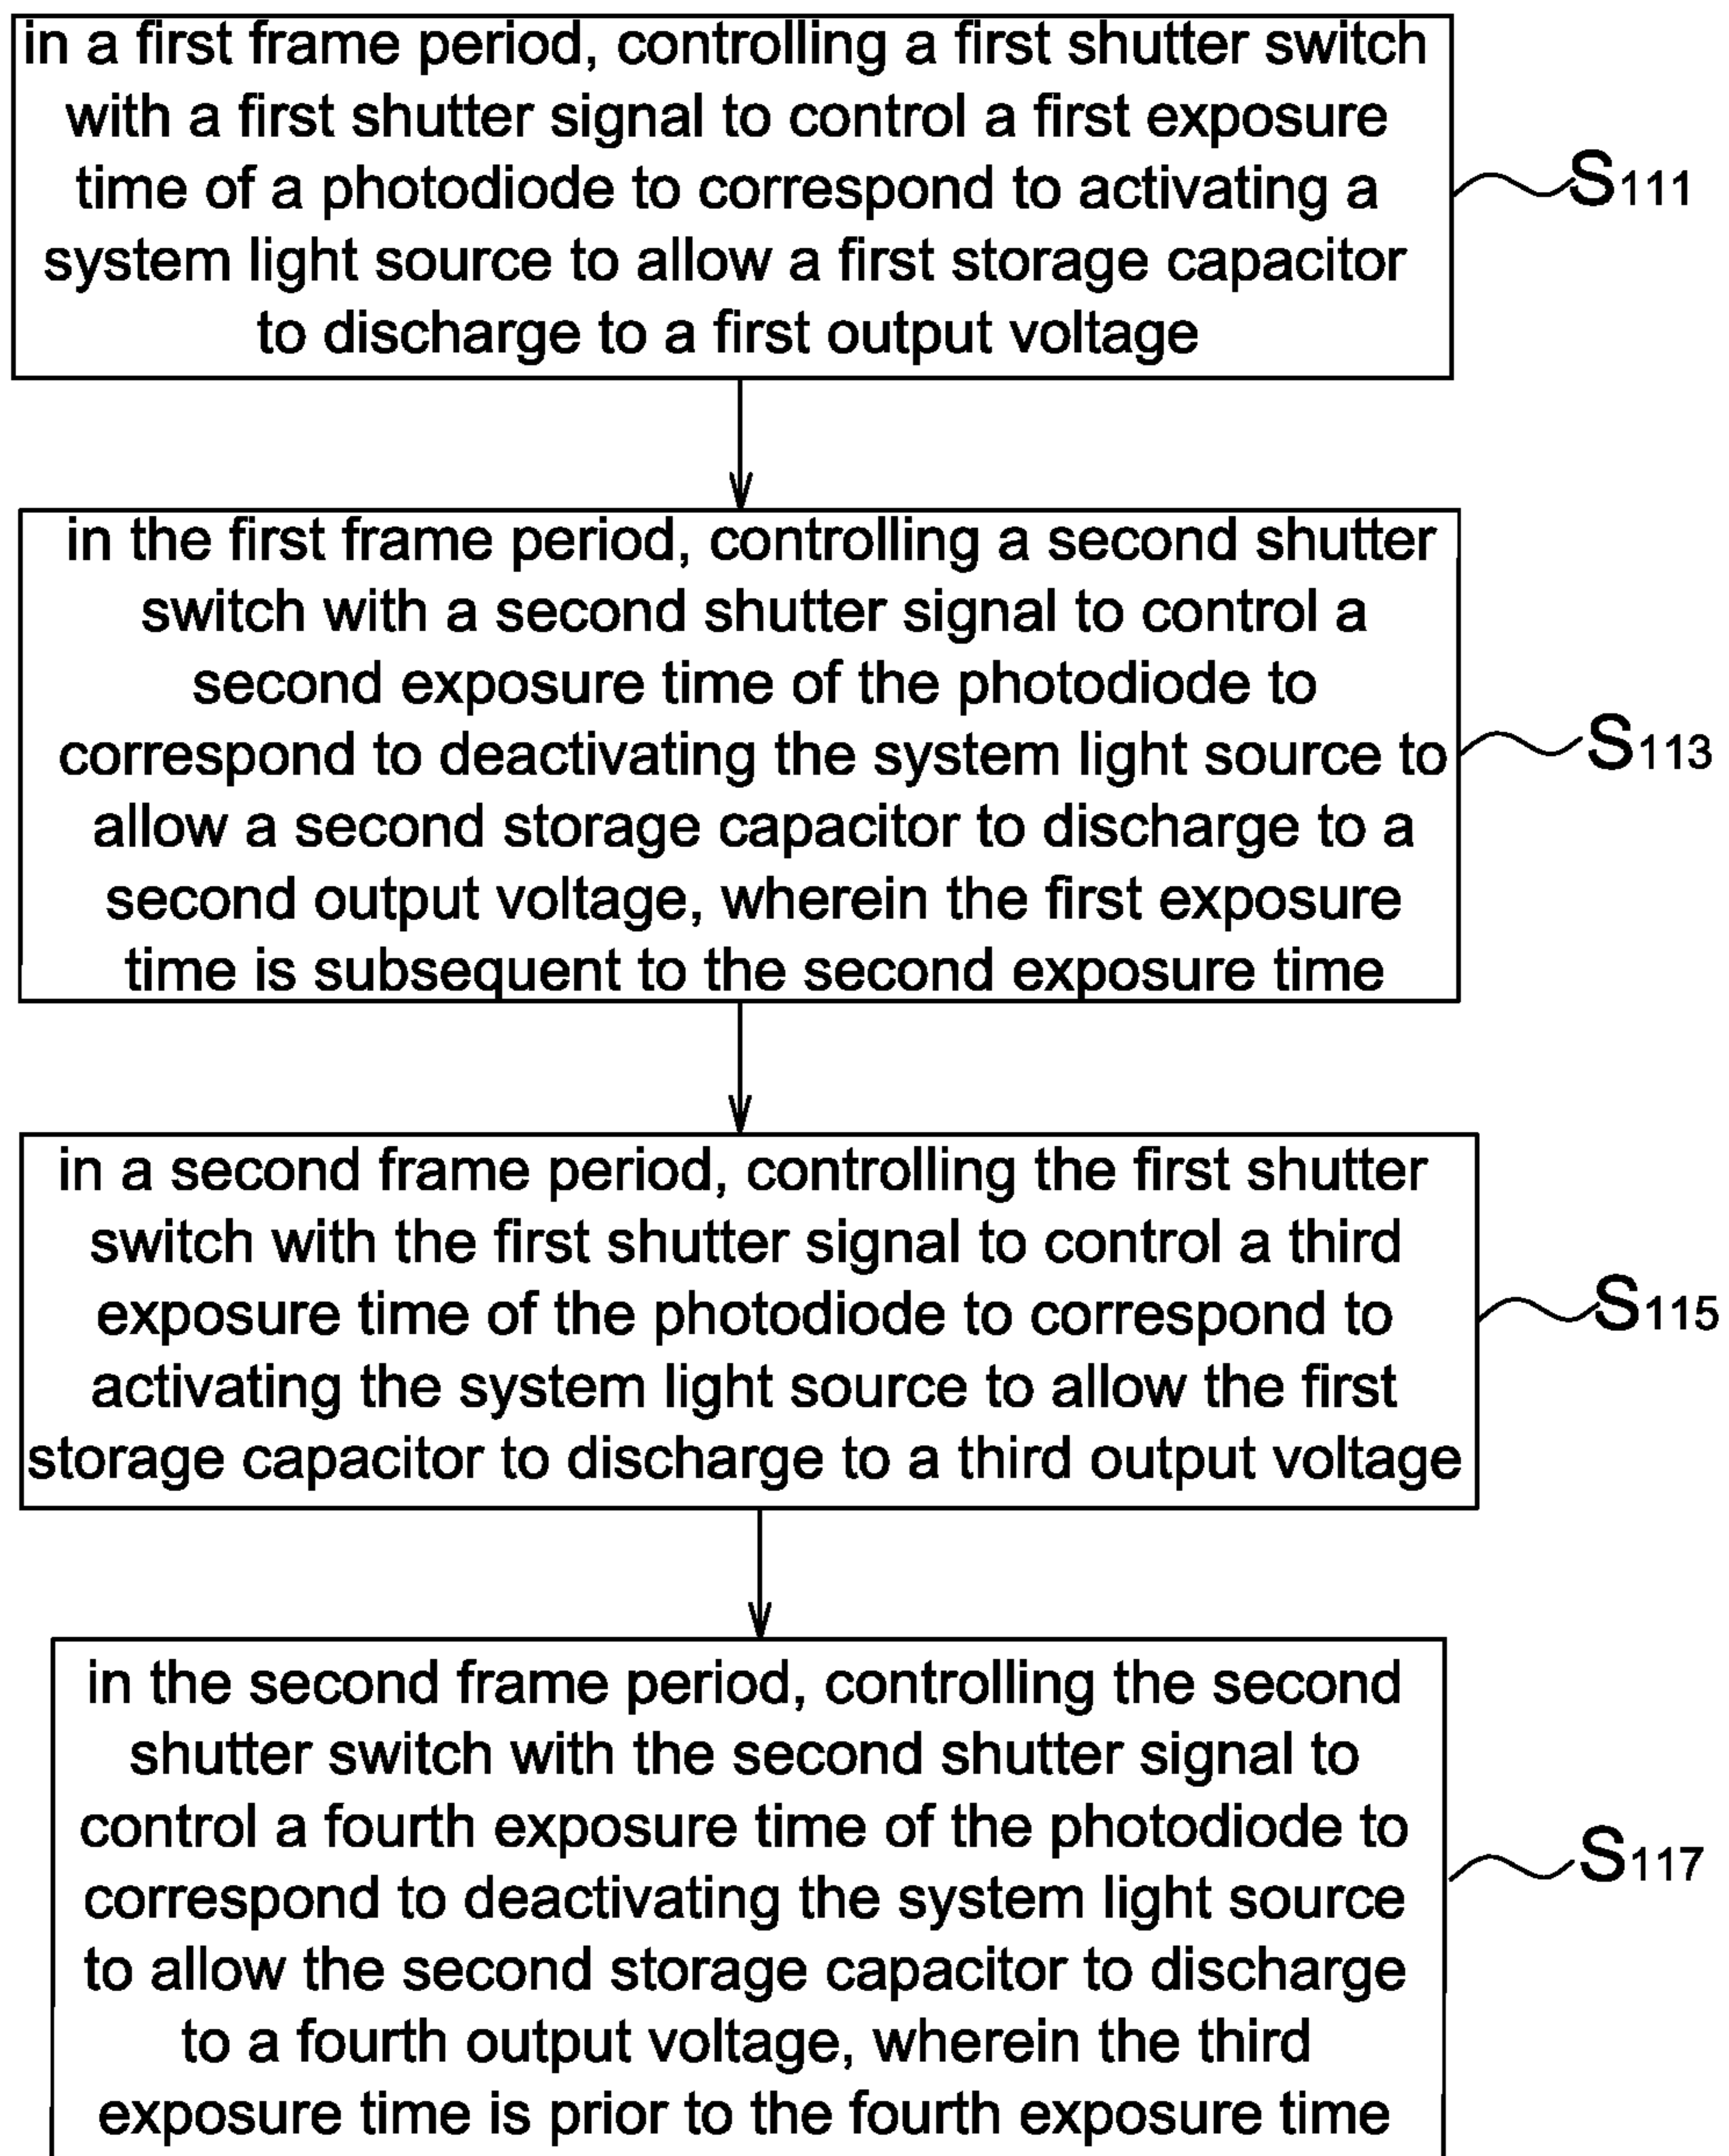 in a first frame period, controlling a first shutter switch
with a first shutter signal to control a first exposure
time of a photodiode to correspond to activating a
system light source to allow a first storage capacitor
to discharge to a first output voltage
S111
in the first frame period, controlling a second shutter
switch with a second shutter signal to control a
second exposure time of the photodiode to
correspond to deactivating the system light source to
allow a second storage capacitor to discharge to a
second output voltage, wherein the first exposure
time is subsequent to the second exposure time
S113
in a second frame period, controlling the first shutter
switch with the first shutter signal to control a third
exposure time of the photodiode to correspond to
activating the system light source to allow the first
storage capacitor to discharge to a third output voltage
S115
in the second frame period, controlling the second
shutter switch with the second shutter signal to
control a fourth exposure time of the photodiode to
correspond to deactivating the system light source
to allow the second storage capacitor to discharge
to a fourth output voltage, wherein the third
exposure time is prior to the fourth exposure time
S117